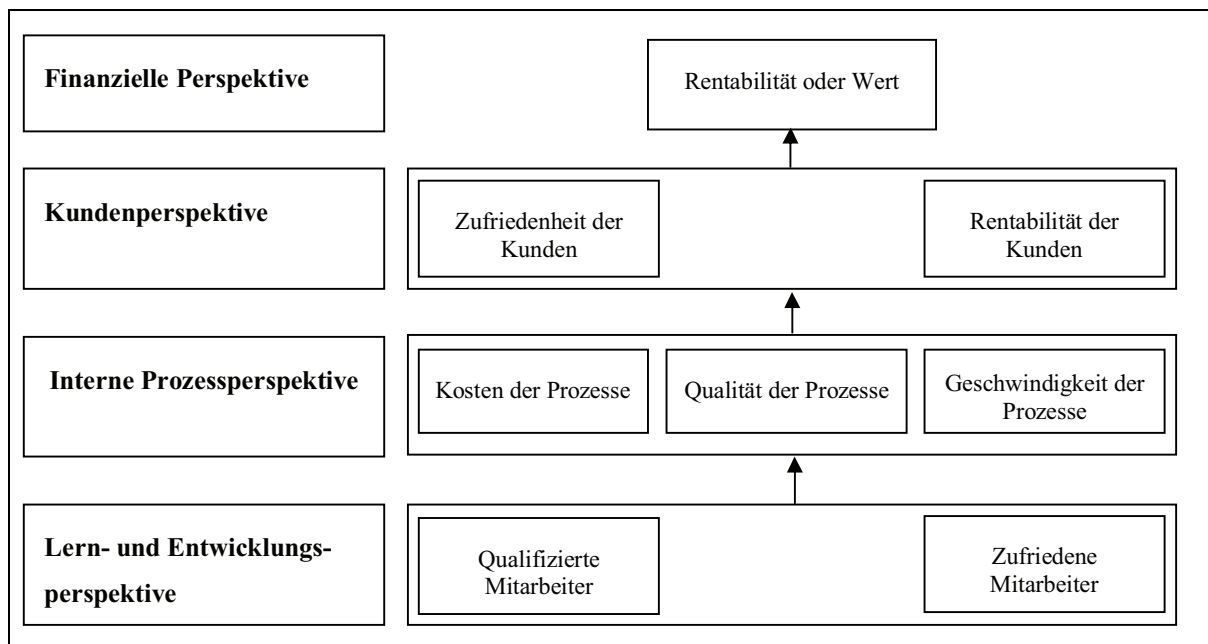 Finanzielle Perspektive
Rentabilität oder Wert
Kundenperspektive
Zufriedenheit der
Kunden
Rentabilität der
Kunden
Interne Prozessperspektive
Kosten der Prozesse
Qualität der Prozesse
Geschwindigkeit der
Prozesse
Lern- und Entwicklungs-
perspektive
Qualifizierte
Mitarbeiter
Zufriedene
Mitarbeiter